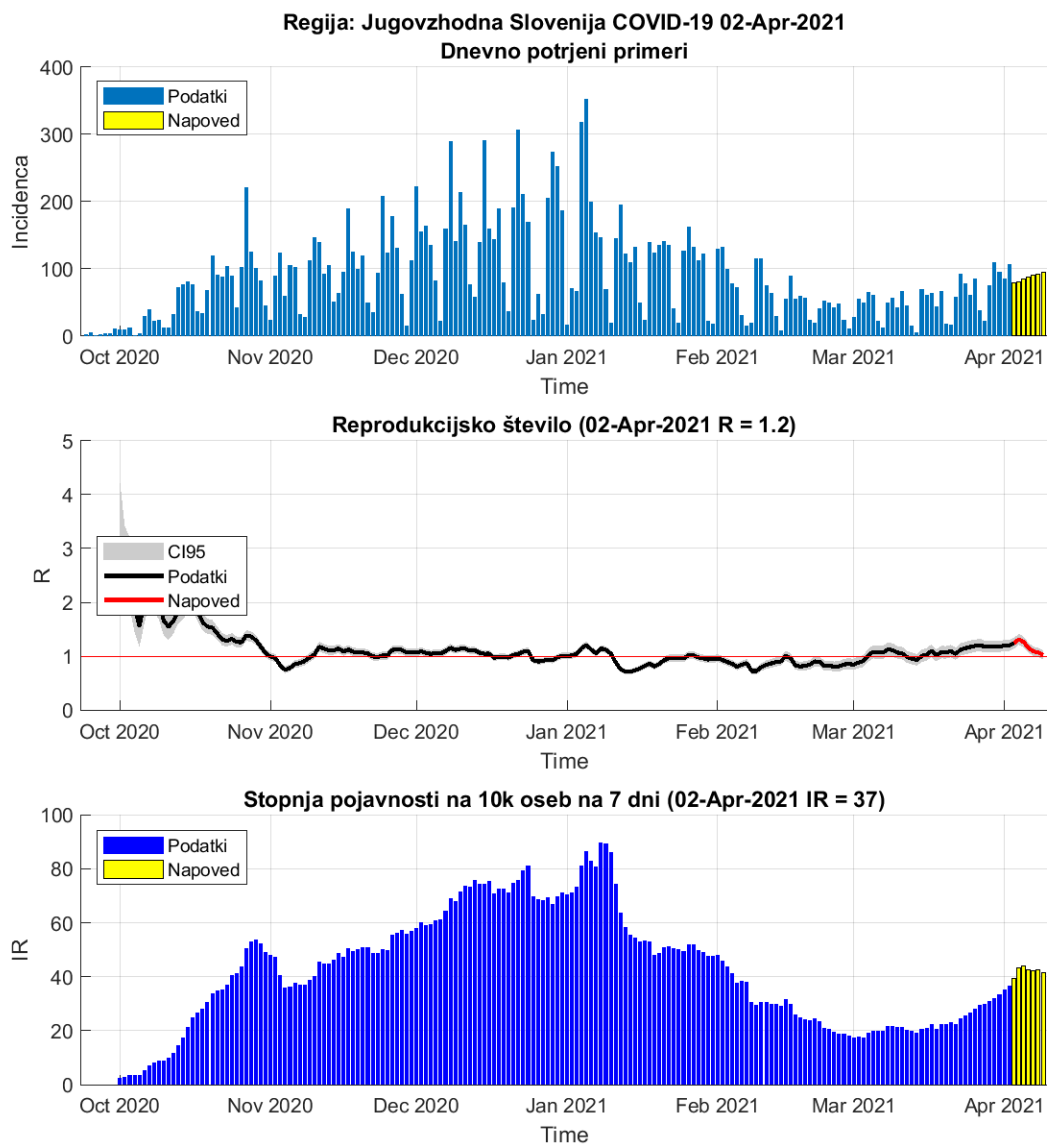 Regija: Jugovzhodna Slovenija COVID-19 02-Apr-2021
Dnevno potrjeni primeri
400
300
200
100
0
Incidenca
Podatki
Napoved
Oct 2020 Nov 2020 Dec 2020 Jan 2021 Feb 2021 Mar 2021 Apr 2021
Time
Reprodukcijsko število (02-Apr-2021 R = 1.2)
5
4
3
2
1
0
R
CI95
Podatki
Napoved
Oct 2020 Nov 2020 Dec 2020 Jan 2021 Feb 2021 Mar 2021 Apr 2021
Time
Stopnja pojavnosti na 10k oseb na 7 dni (02-Apr-2021 IR = 37)
100
80
60
40
20
0
IR
Podatki
Napoved
Oct 2020 Nov 2020 Dec 2020 Jan 2021 Feb 2021 Mar 2021 Apr 2021
Time